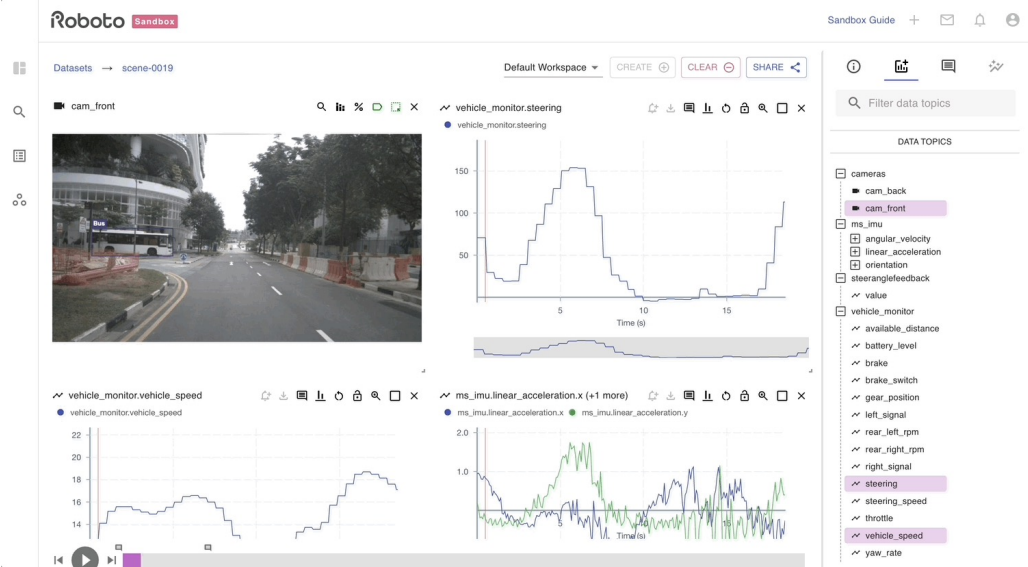 Roboto Sandbox
Sandbox Guide
Datasets → scene-0019
Default Workspace
CREATE
CLEAR
SHARE
cam_front
Bus
vehicle_monitor.steering
vehicle_monitor.steering
150
100
50
5
10
15
Time (s)
vehicle_monitor.vehicle_speed
vehicle_monitor.vehicle_speed
22
20
18
16
14
ms_imu.linear_acceleration.x (+1 more)
ms_imu.linear_acceleration.x
ms_imu.linear_acceleration.y
2.0
1.0
5
15
Time (s)
Filter data topics
DATA TOPICS
cameras
cam_back
cam_front
ms_imu
angular_velocity
linear_acceleration
orientation
steeranglefeedback
value
vehicle_monitor
available_distance
battery_level
brake
brake_switch
gear_position
left_signal
rear_left_rpm
rear_right_rpm
right_signal
steering
steering_speed
throttle
vehicle_speed
yaw_rate